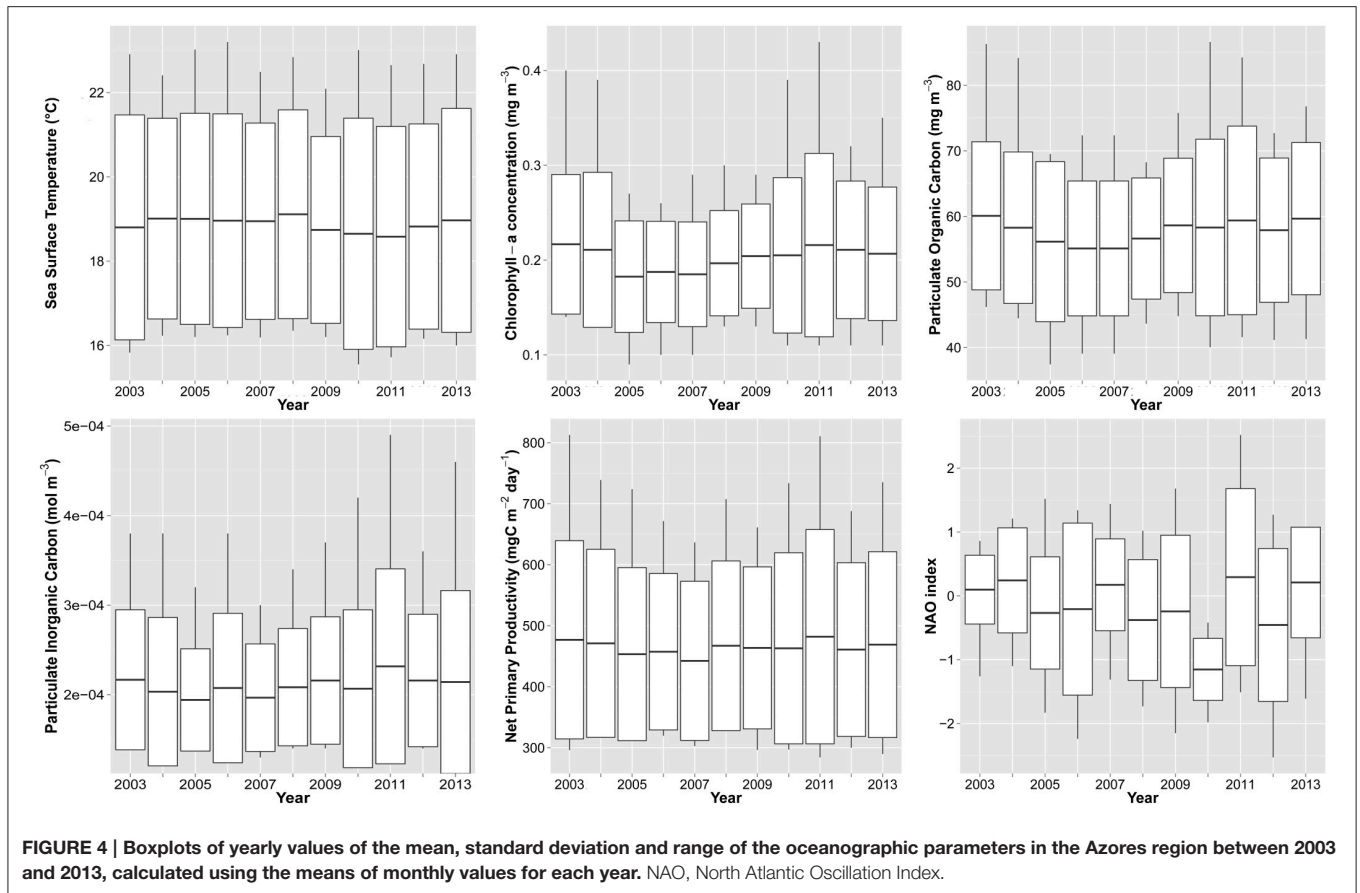 Sea Surface Temperature (°C)
22
20
18
16
2003 2005 2007 2009 2011 2013
Year
Chlorophyll – a concentration (mg m⁻³)
0.4
0.3
0.2
0.1
2003 2005 2007 2009 2011 2013
Year
Particulate Organic Carbon (mg m⁻³)
80
70
60
50
40
2003 2005 2007 2009 2011 2013
Year
Particulate Inorganic Carbon (mol m⁻³)
5e−04
4e−04
3e−04
2e−04
2003 2005 2007 2009 2011 2013
Year
Net Primary Productivity (mgC m⁻² day⁻¹)
800
700
600
500
400
300
2003 2005 2007 2009 2011 2013
Year
NAO index
2
1
0
−1
−2
2003 2005 2007 2009 2011 2013
Year
FIGURE 4 | Boxplots of yearly values of the mean, standard deviation and range of the oceanographic parameters in the Azores region between 2003
and 2013, calculated using the means of monthly values for each year. NAO, North Atlantic Oscillation Index.